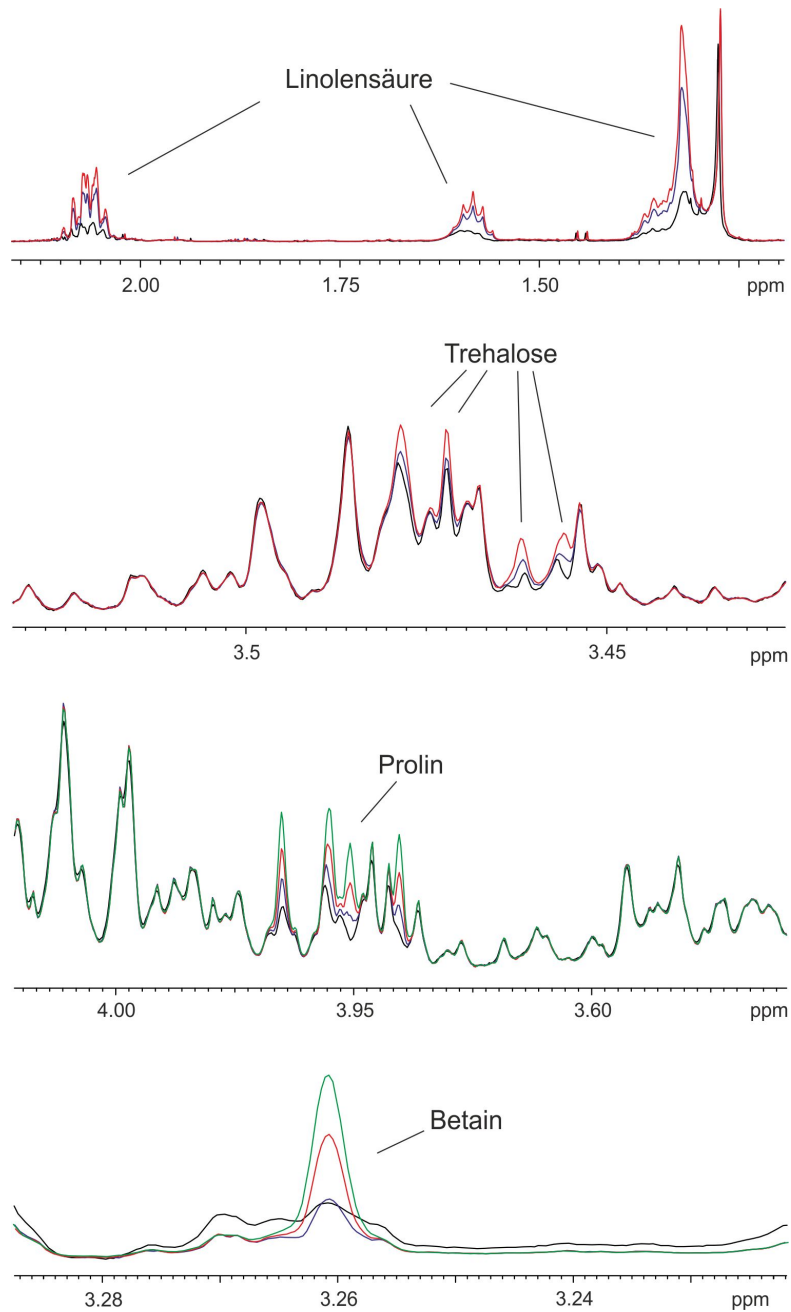 Linolensäure
2.00 1.75 1.50 ppm
Trehalose
3.5 3.45 ppm
Prolin
4.00 3.95 3.60 ppm
Betain
3.28 3.26 3.24 ppm